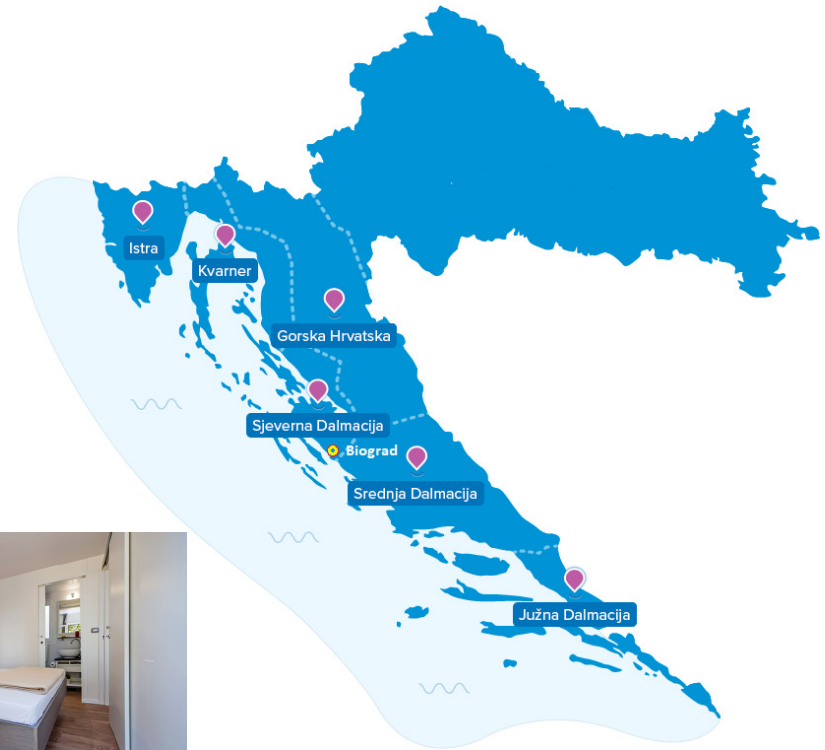 Istra
Kvarner
Gorska Hrvatska
Sjeverna Dalmacija
Biograd
Srednja Dalmacija
Južna Dalmacija